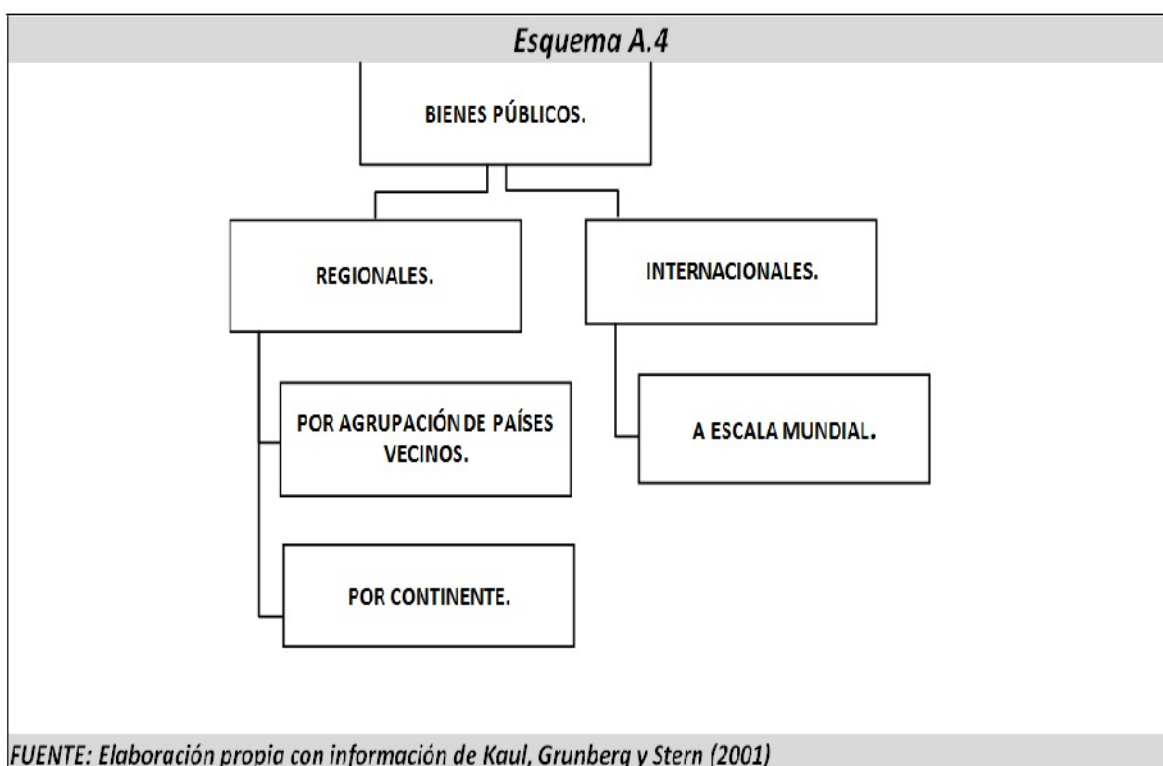 Esquema A.4
BIENES PÚBLICOS.
REGIONALES.
INTERNACIONALES.
POR AGRUPACIÓN DE PAÍSES
VECINOS.
A ESCALA MUNDIAL.
POR CONTINENTE.
FUENTE: Elaboración propia con información de Kaul, Grunberg y Stern (2001)